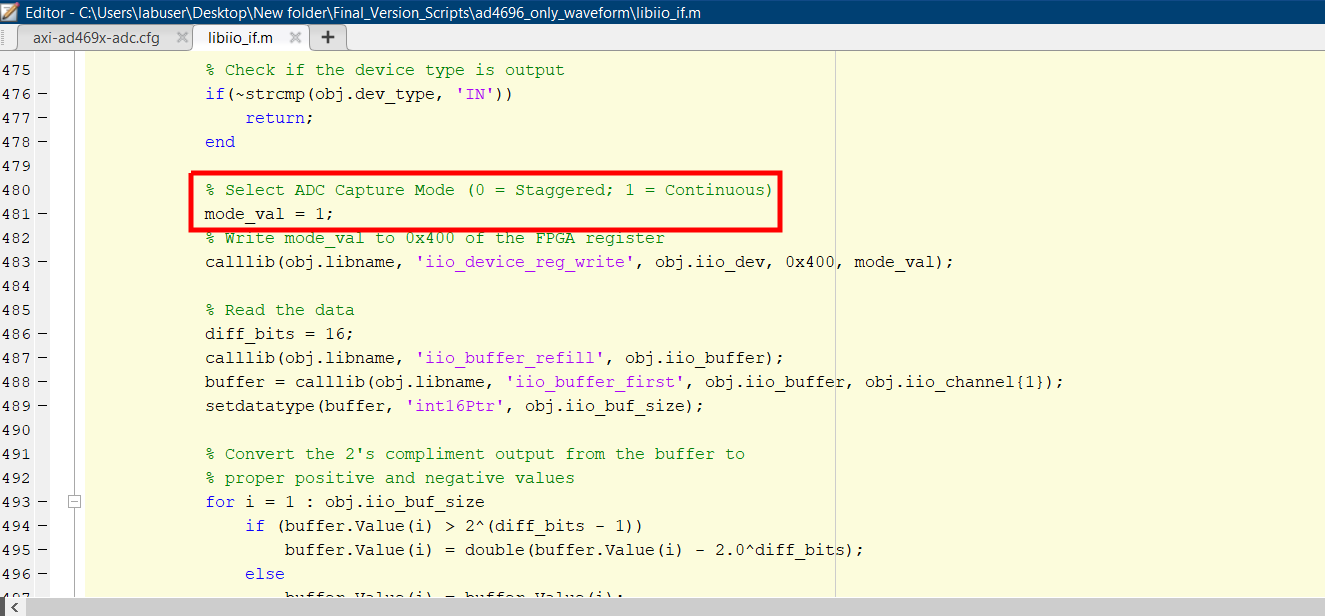 Editor - C:\Users\labuser\Desktop\New folder\Final_Version_Scripts\ad4696_only_waveform\libiio_if.m
axi-ad469x-adc.cfg × libiio_if.m × +
475 % Check if the device type is output
476 – if(~strcmp(obj.dev_type, 'IN'))
477 – return;
478 – end
479
480 % Select ADC Capture Mode (0 = Staggered; 1 = Continuous)
481 – mode_val = 1;
482 % Write mode_val to 0x400 of the FPGA register
483 – calllib(obj.libname, 'iio_device_reg_write', obj.iio_dev, 0x400, mode_val);
484
485 % Read the data
486 – diff_bits = 16;
487 – calllib(obj.libname, 'iio_buffer_refill', obj.iio_buffer);
488 – buffer = calllib(obj.libname, 'iio_buffer_first', obj.iio_buffer, obj.iio_channel{1});
489 – setdatatype(buffer, 'int16Ptr', obj.iio_buf_size);
490
491 % Convert the 2's compliment output from the buffer to
492 % proper positive and negative values
493 – for i = 1 : obj.iio_buf_size
494 – if (buffer.Value(i) > 2^(diff_bits - 1))
495 – buffer.Value(i) = double(buffer.Value(i) - 2.0^diff_bits);
496 – else
497 – buffer.Value(i) = buffer.Value(i);